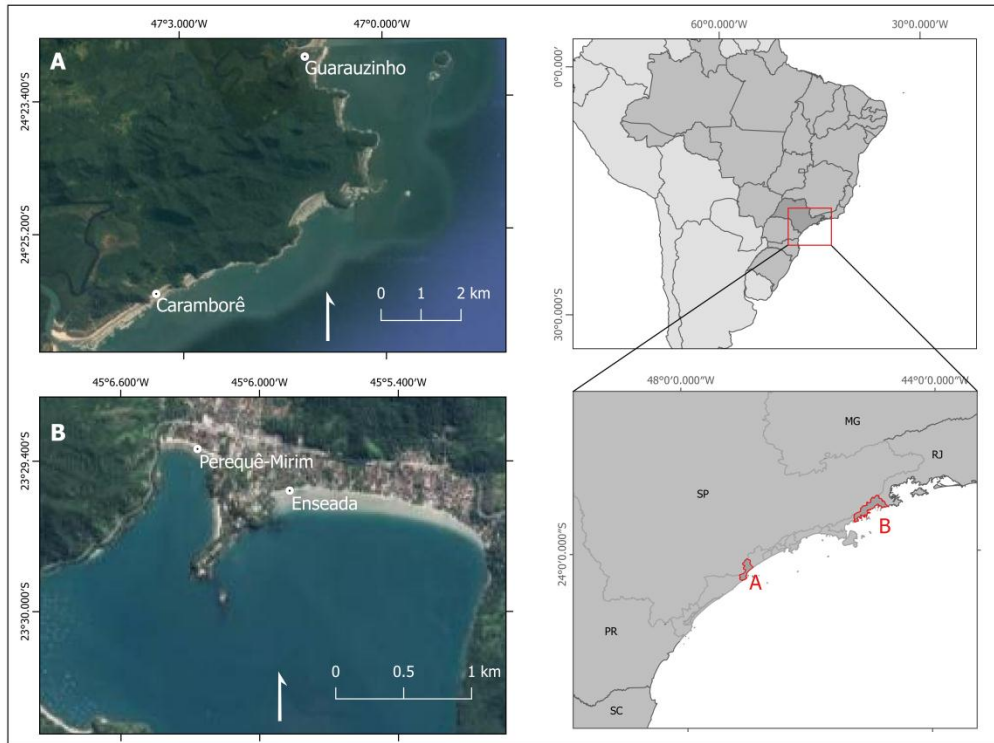 47°3.000'W
47°0.000'W
A
Guarauzinho
24°23.400'S
24°25.200'S
Caramborê
0 1 2 km
45°6.600'W
45°6.000'W
45°5.400'W
B
Perequê-Mirim
Enseada
23°29.400'S
23°30.000'S
0 0.5 1 km
60°0.000'W
30°0.000'W
0°0.000'
30°0.000'S
48°0.000'W
44°0.000'W
MG
RJ
SP
B
24°0.000'S
A
PR
SC